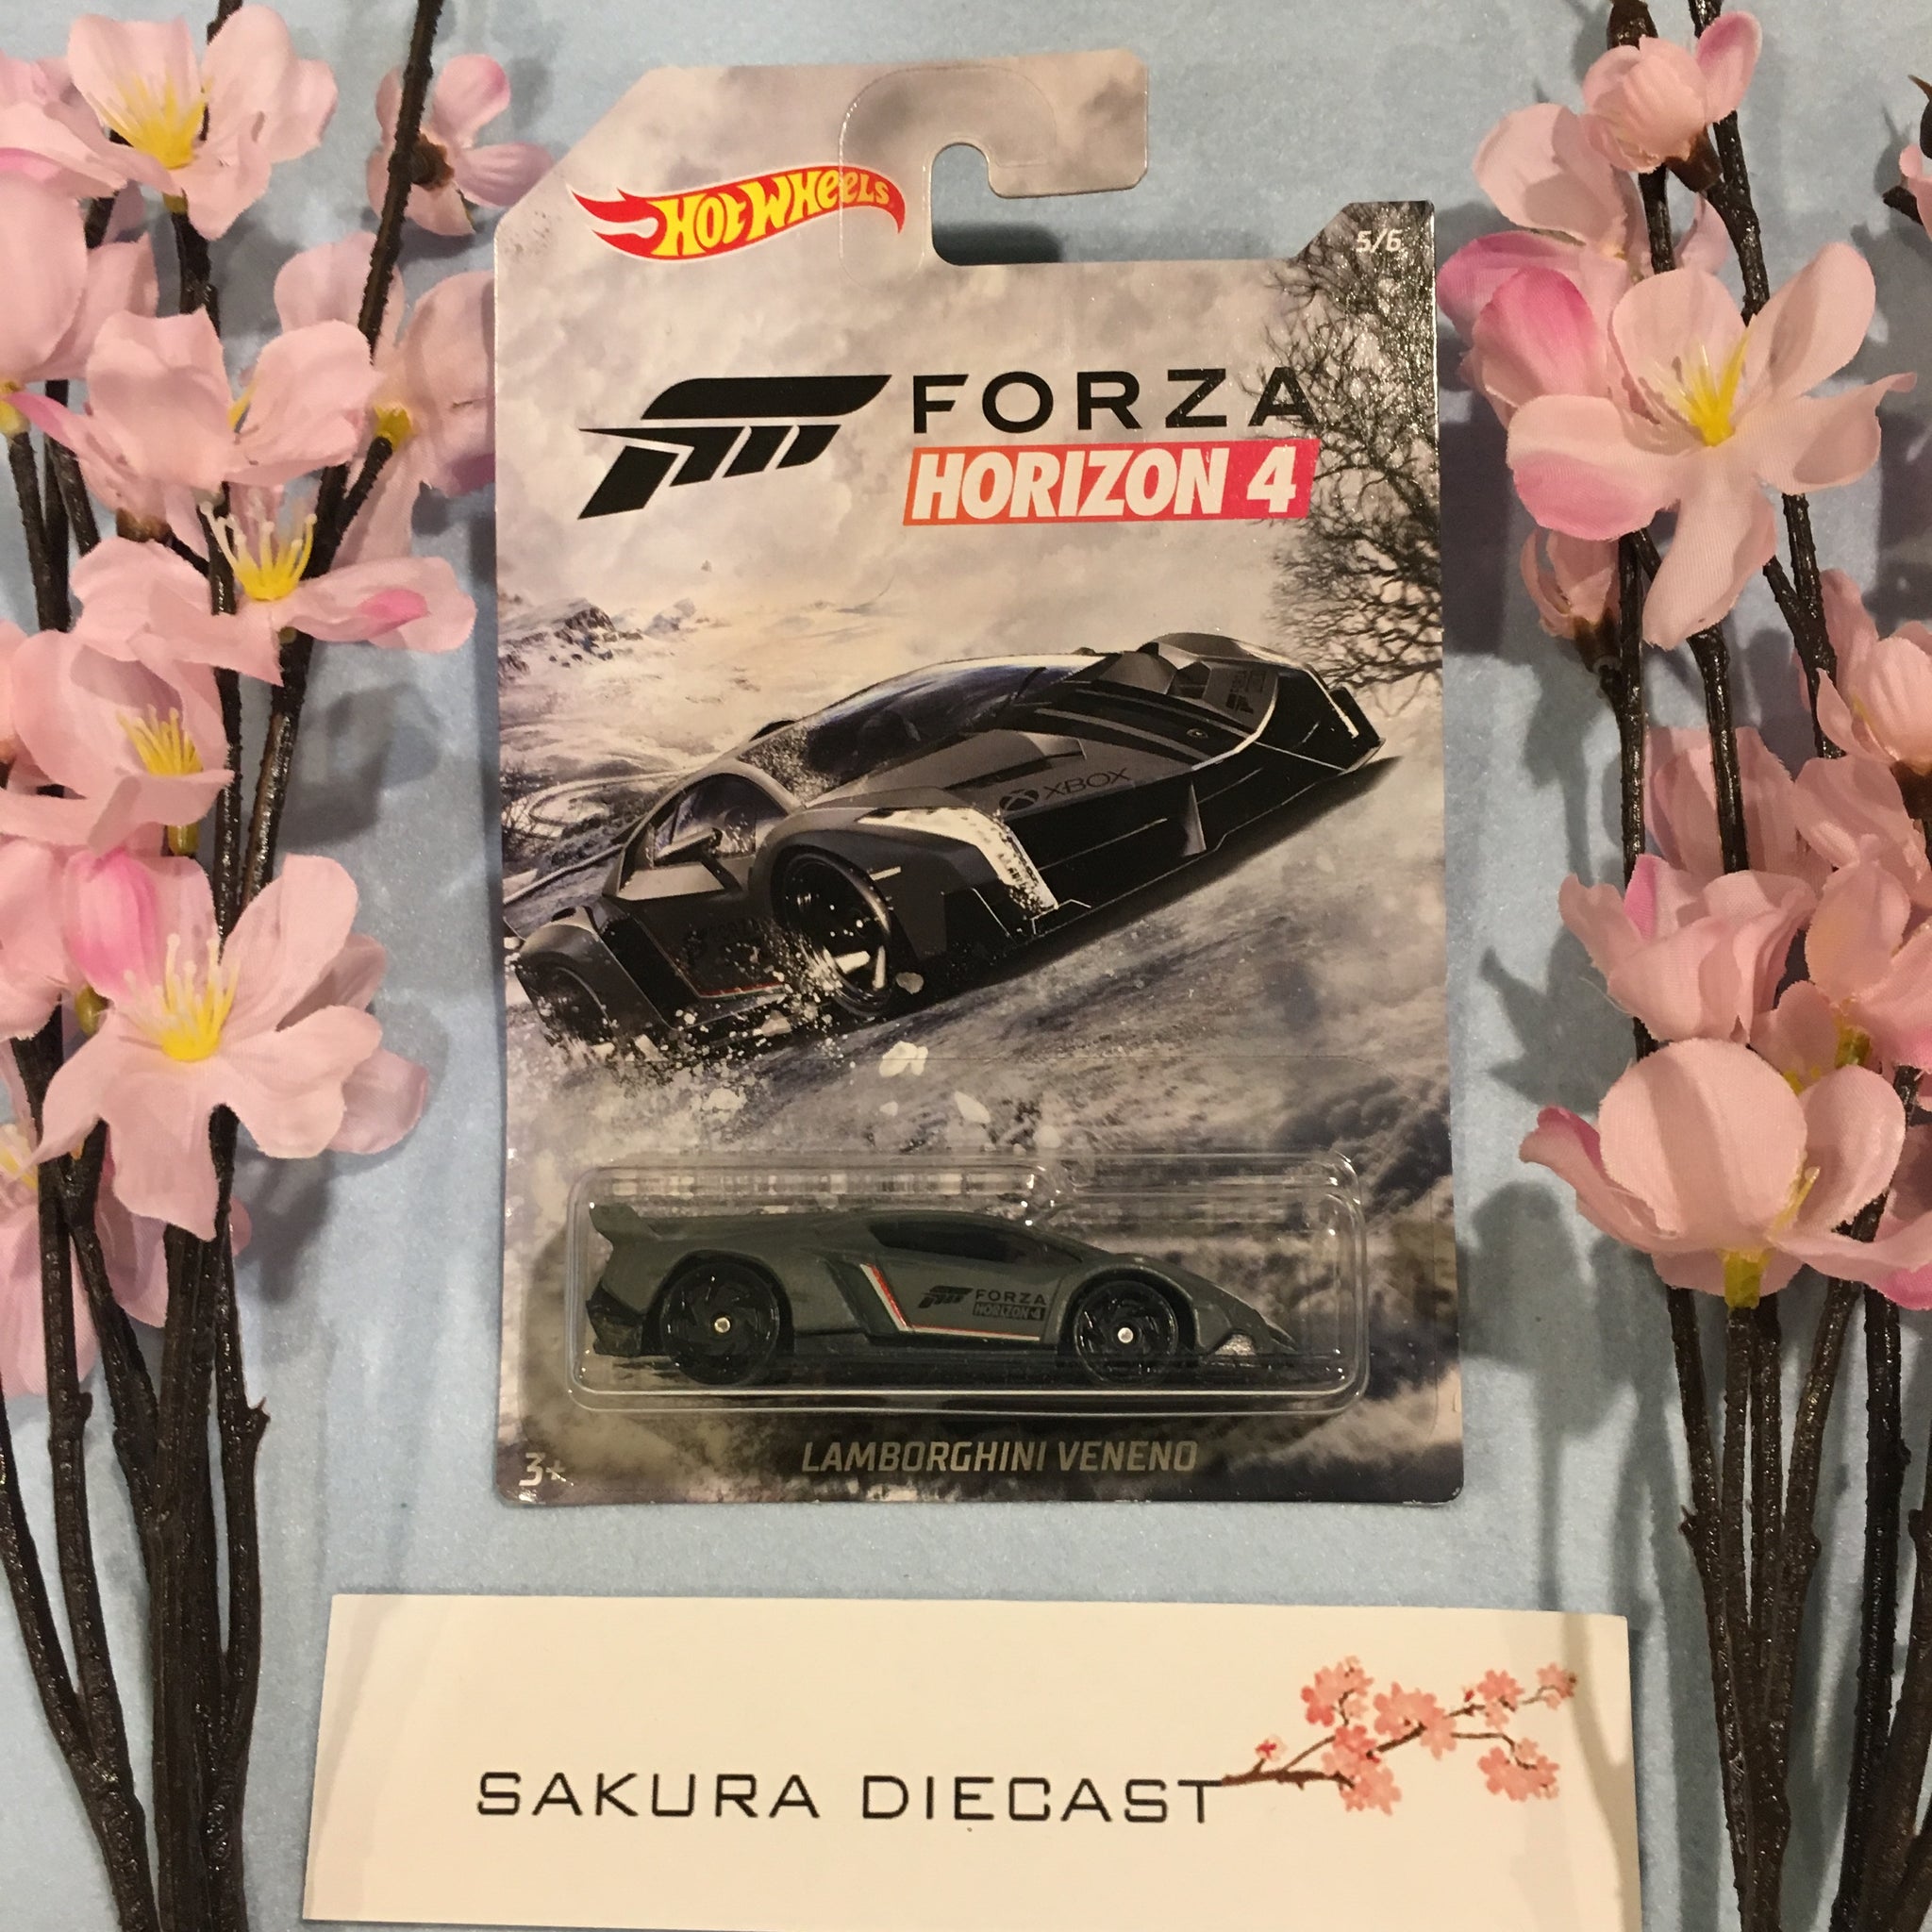 HOT WHEELS
5/6
FORZA
HORIZON 4
XBOX
FORZA
HORIZON 4
LAMBORGHINI VENENO
3+
SAKURA DIECAST